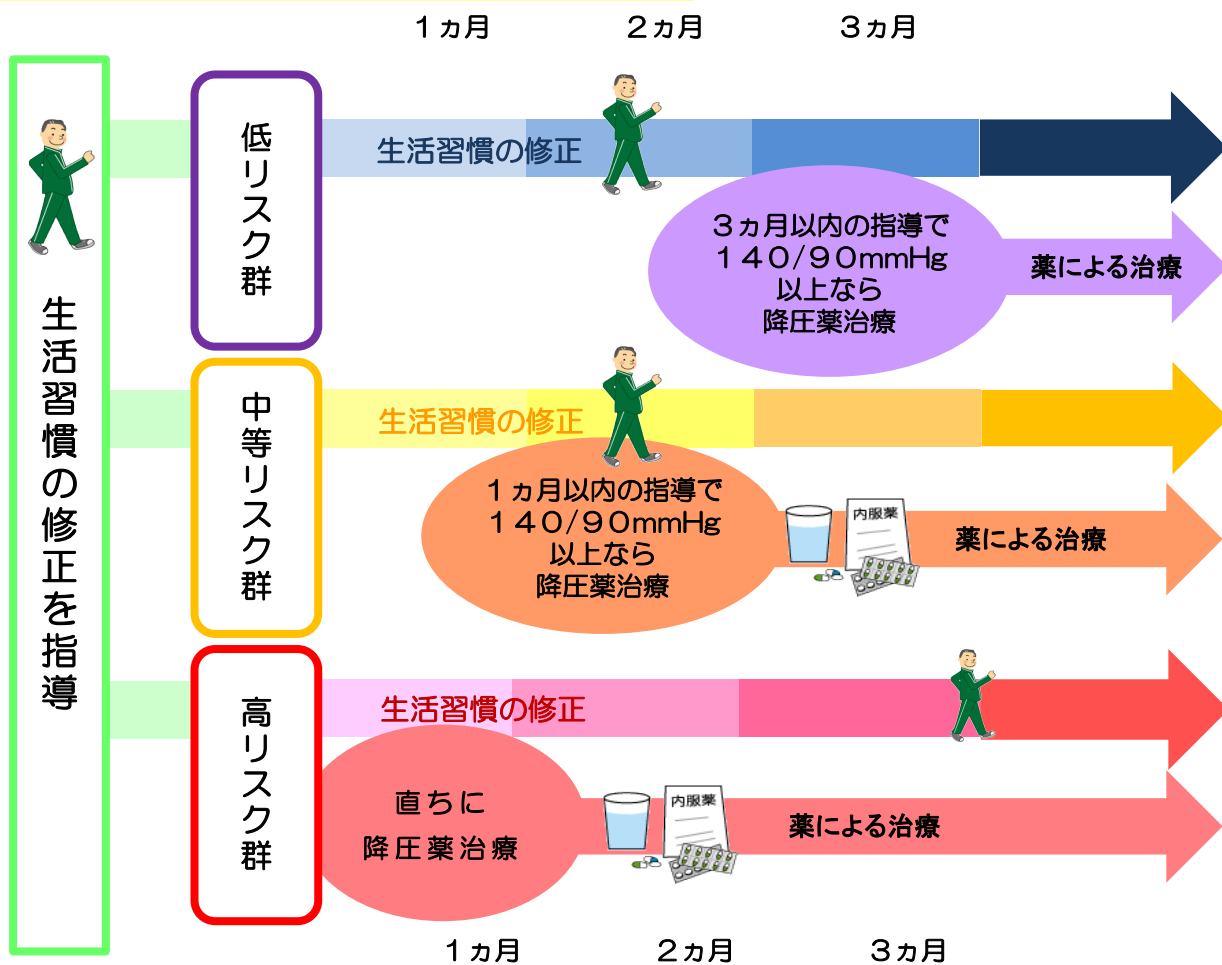 １ヵ月 ２ヵ月 ３ヵ月
生活習慣の修正を指導
低リスク群
生活習慣の修正
３ヵ月以内の指導で
１４０/９０mmHg
以上なら
降圧薬治療
薬による治療
中等リスク群
生活習慣の修正
１ヵ月以内の指導で
１４０/９０mmHg
以上なら
降圧薬治療
内服薬
薬による治療
高リスク群
生活習慣の修正
直ちに
降圧薬治療
内服薬
薬による治療
１ヵ月 ２ヵ月 ３ヵ月